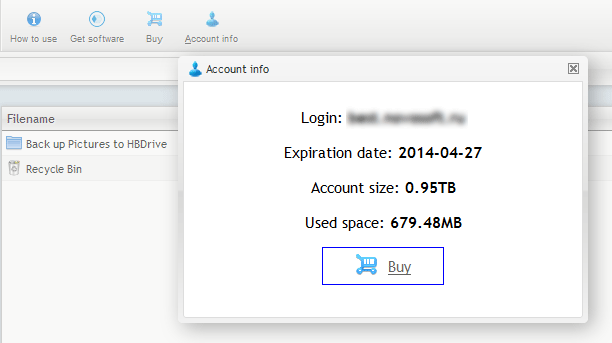 How to use
Get software
Buy
Account info
Account info
Filename
Back up Pictures to HBDrive
Recycle Bin
Login:
Expiration date: 2014-04-27
Account size: 0.95TB
Used space: 679.48MB
Buy